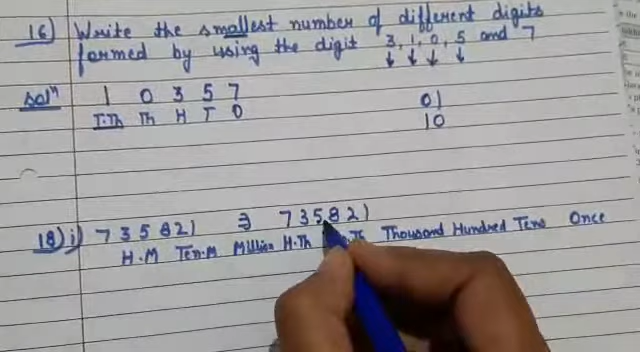 16) Write the smallest number of different digits
formed by using the digit 3, 1, 0, 5 and 7
↓ ↓ ↓ ↓
Solⁿ 1 0 3 5 7
T.Th Th H T O
01
10
18) i) 7 3 5 8 2 1 ∋ 7 3 5 8 2 1
H.M Ten.M Million H.Th Thousand Hundred Tens Once